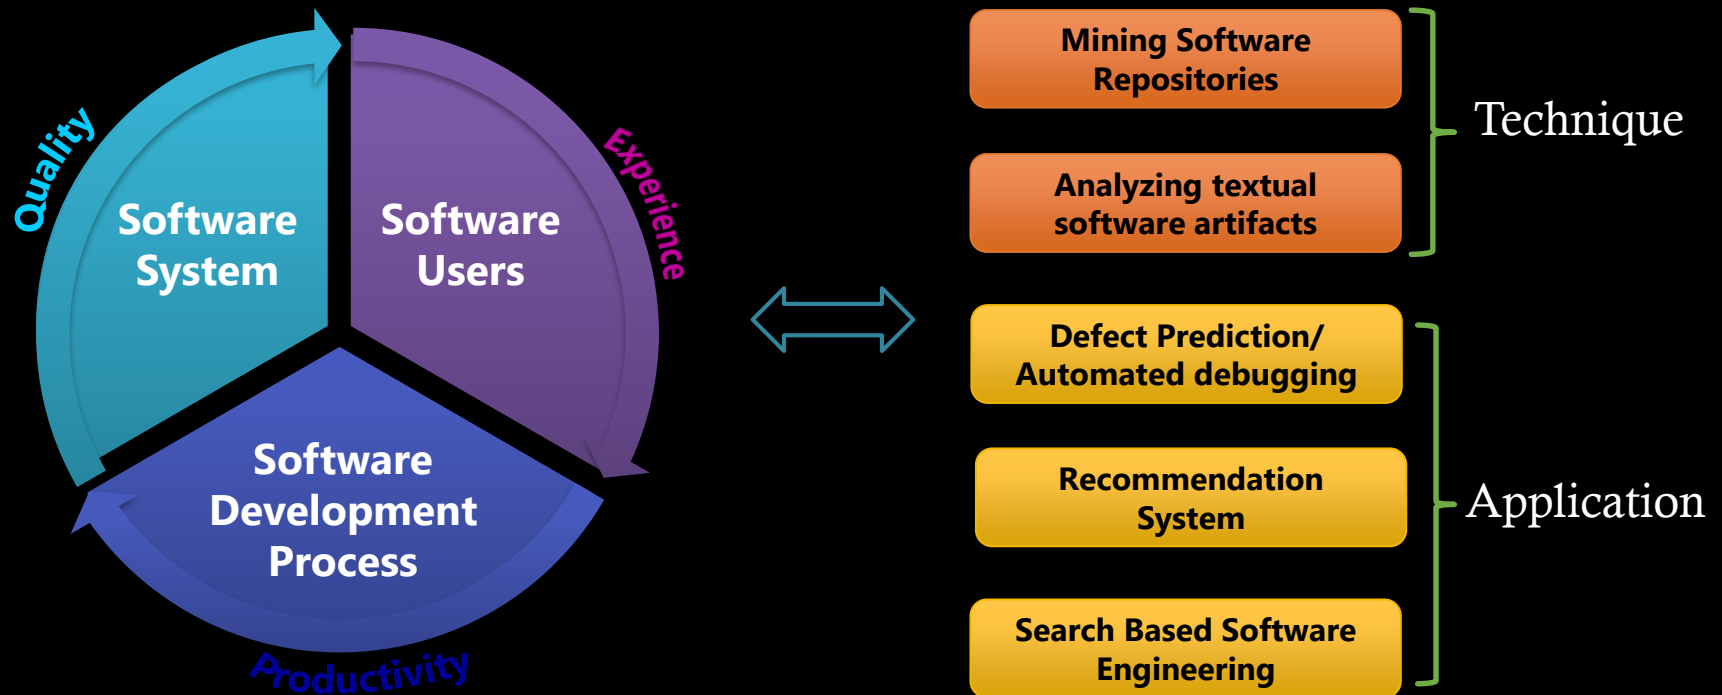 Quality
Software
System
Experience
Software
Users
Software
Development
Process
Productivity
Mining Software
Repositories
Analyzing textual
software artifacts
Technique
Defect Prediction/
Automated debugging
Recommendation
System
Search Based Software
Engineering
Application